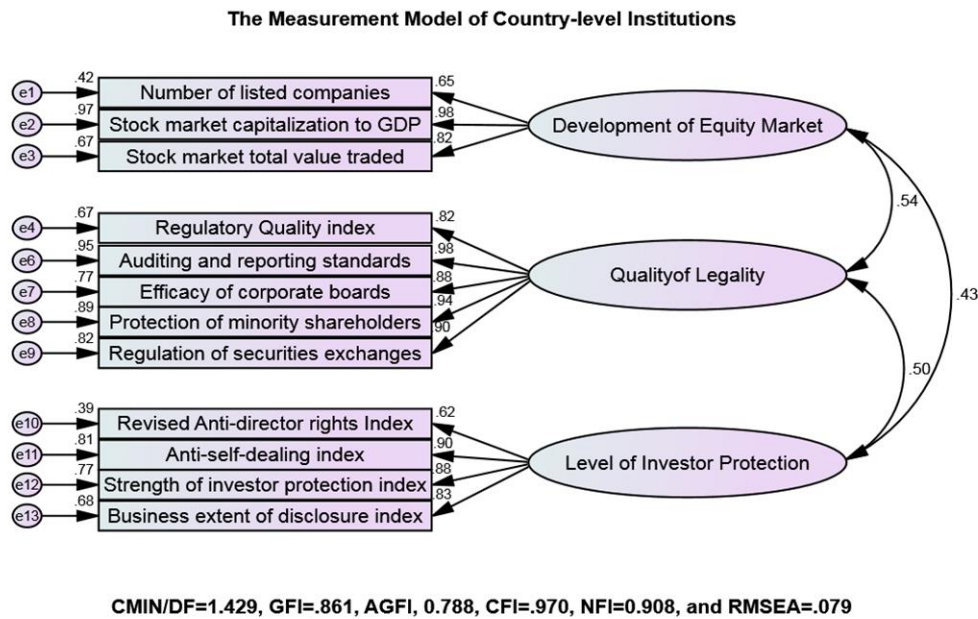 The Measurement Model of Country-level Institutions
.42
e1 Number of listed companies .65
.97
e2 Stock market capitalization to GDP .98
.67
e3 Stock market total value traded .82
Development of Equity Market
.67
e4 Regulatory Quality index .82
.95
e6 Auditing and reporting standards .98
.77
e7 Efficacy of corporate boards .88
.89
e8 Protection of minority shareholders .94
.82
e9 Regulation of securities exchanges .90
Qualityof Legality
.39
e10 Revised Anti-director rights Index .62
.81
e11 Anti-self-dealing index .90
.77
e12 Strength of investor protection index .88
.68
e13 Business extent of disclosure index .83
Level of Investor Protection
.54
.43
.50
CMIN/DF=1.429, GFI=.861, AGFI, 0.788, CFI=.970, NFI=0.908, and RMSEA=.079